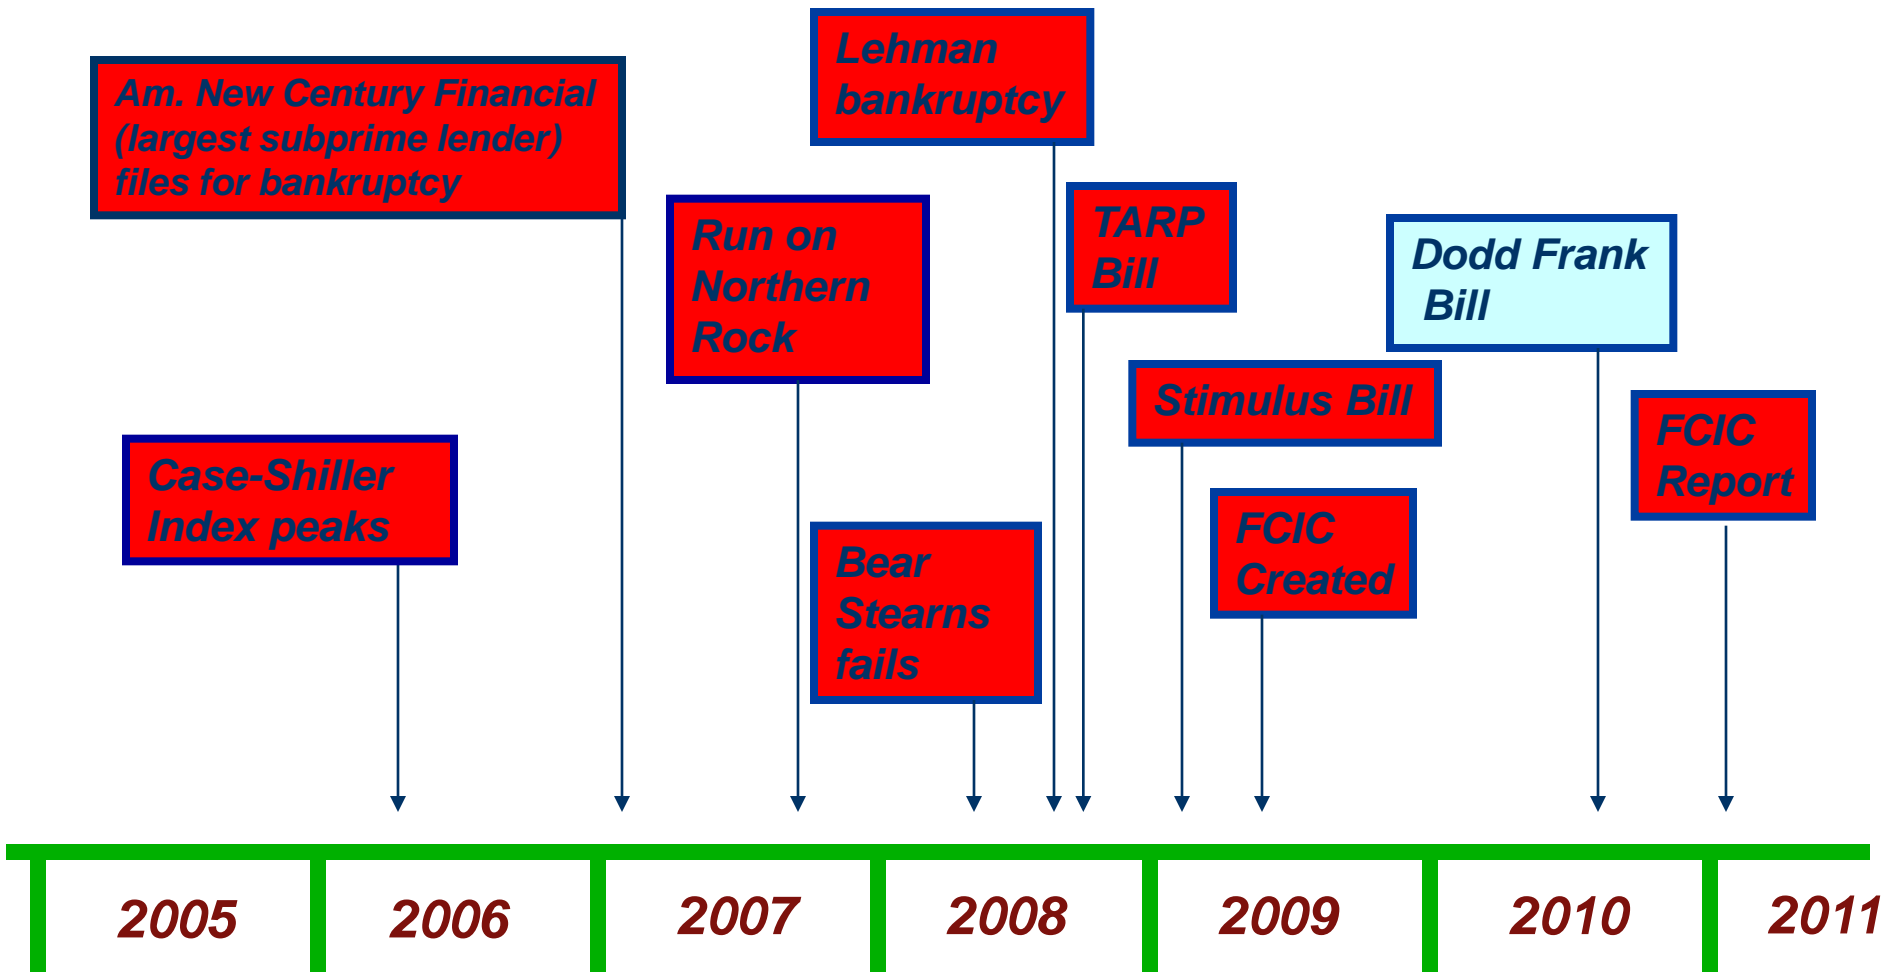 Lehman
bankruptcy
Am. New Century Financial
(largest subprime lender)
files for bankruptcy
Run on
Northern
Rock
TARP
Bill
Dodd Frank
Bill
Stimulus Bill
FCIC
Report
Case-Shiller
Index peaks
FCIC
Created
Bear
Stearns
fails
2005
2006
2007
2008
2009
2010
2011